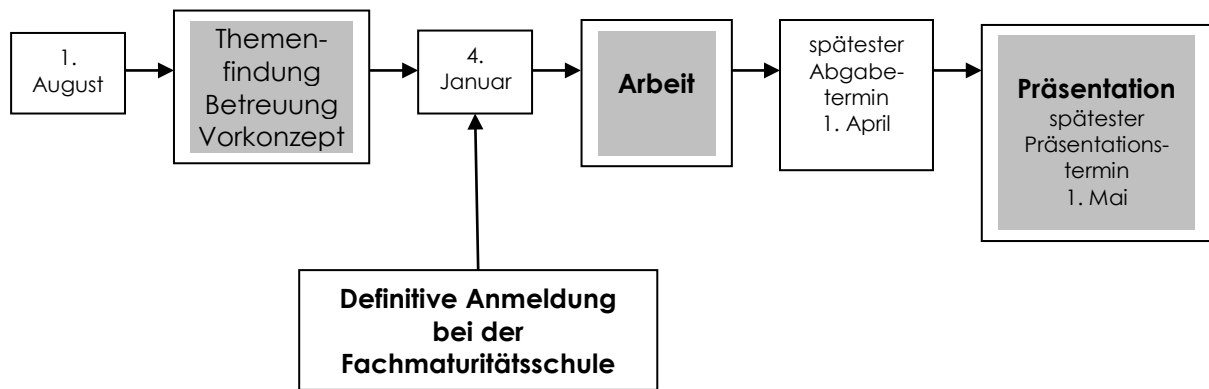 1.
August
Themen-
findung
Betreuung
Vorkonzept
4.
Januar
Arbeit
spätester
Abgabe-
termin
1. April
Präsentation
spätester
Präsentations-
termin
1. Mai
Definitive Anmeldung
bei der
Fachmaturitätsschule